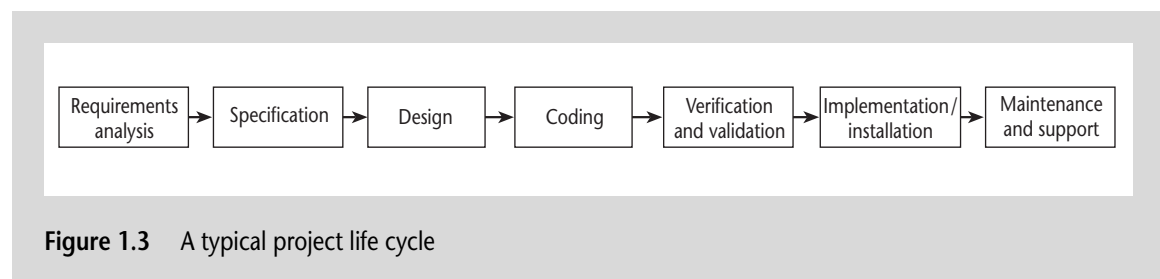 Requirements
analysis
Specification
Design
Coding
Verification
and validation
Implementation/
installation
Maintenance
and support
Figure 1.3 A typical project life cycle